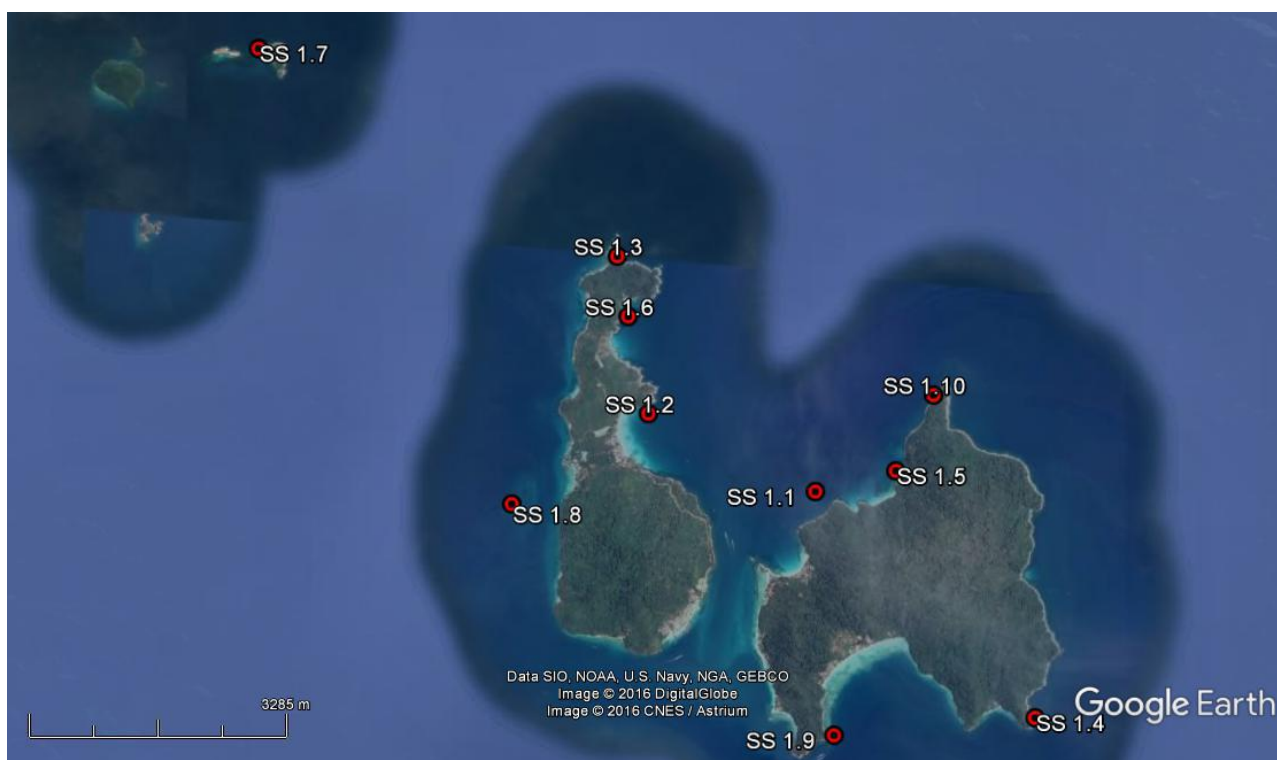 SS 1.7
SS 1.3
SS 1.6
SS 1.10
SS 1.2
SS 1.5
SS 1.1
SS 1.8
Data SIO, NOAA, U.S. Navy, NGA, GEBCO
Image © 2016 DigitalGlobe
Image © 2016 CNES / Astrium
3285 m
Google Earth
SS 1.4
SS 1.9